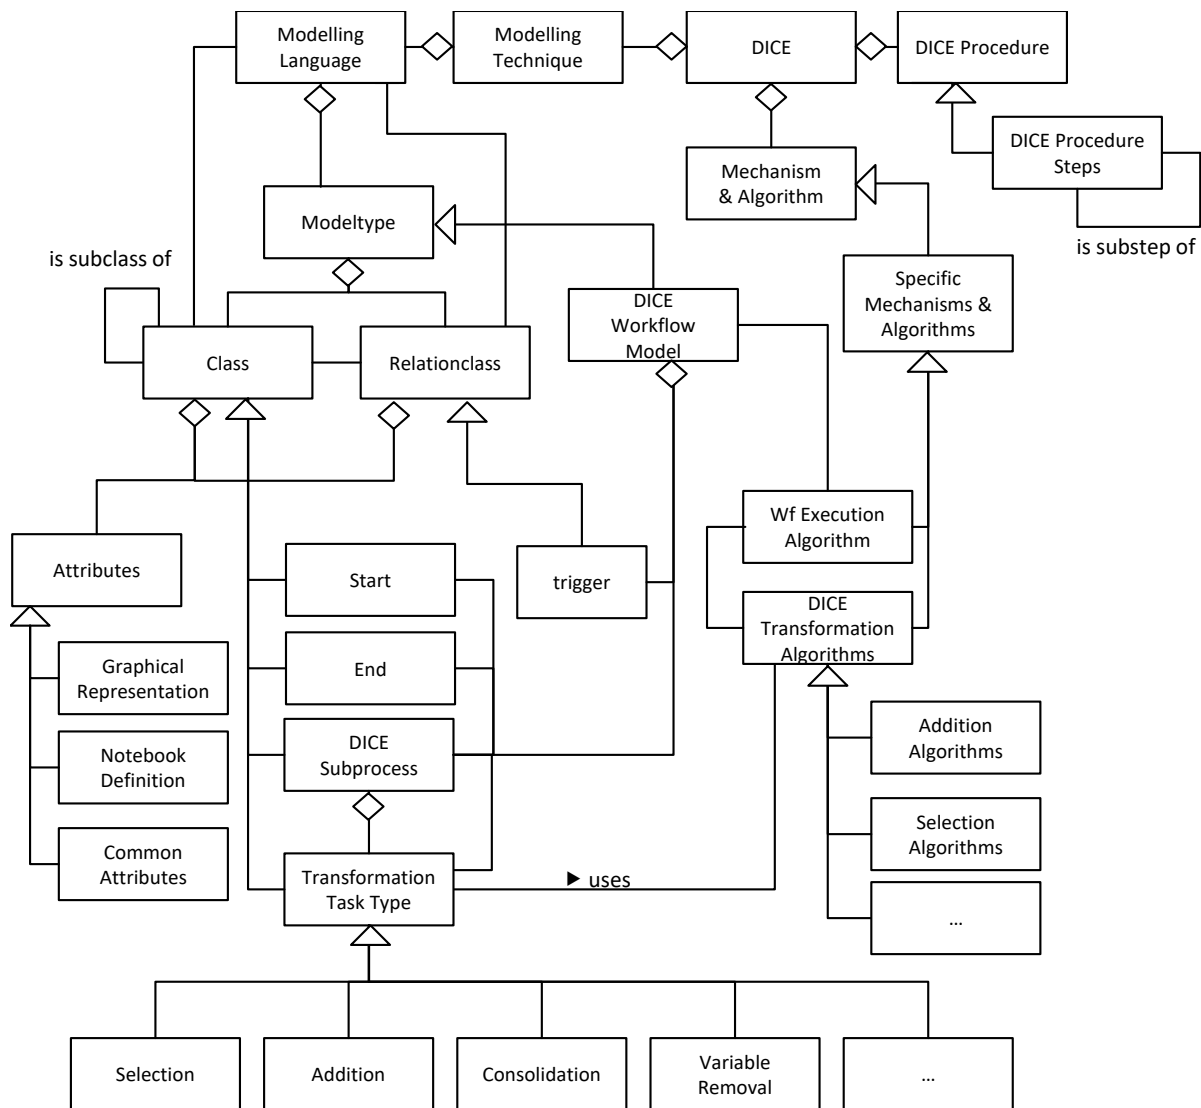 Modelling
Language
Modelling
Technique
DICE
DICE Procedure
DICE Procedure
Steps
is substep of
Mechanism
& Algorithm
Modeltype
is subclass of
Class
Relationclass
DICE
Workflow
Model
Specific
Mechanisms &
Algorithms
Attributes
Start
trigger
Wf Execution
Algorithm
DICE
Transformation
Algorithms
Graphical
Representation
End
Notebook
Definition
DICE
Subprocess
Addition
Algorithms
Common
Attributes
Transformation
Task Type
▶ uses
Selection
Algorithms
...
Selection
Addition
Consolidation
Variable
Removal
...